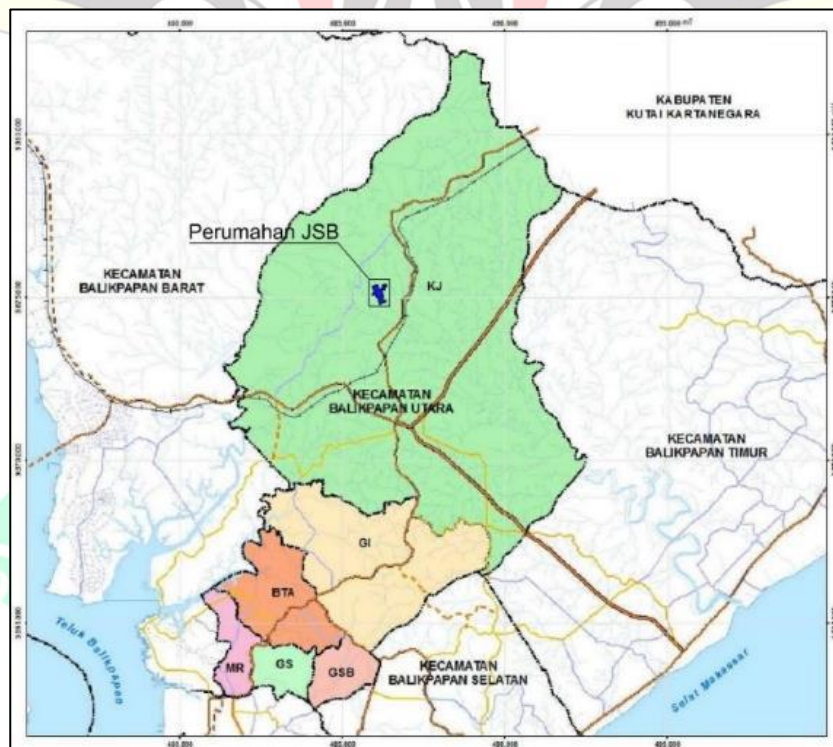 KABUPATEN
KUTAI KARTANEGARA
Perumahan JSB
KECAMATAN
BALIKPAPAN BARAT
KJ
KECAMATAN
BALIKPAPAN UTARA
KECAMATAN
BALIKPAPAN TIMUR
GI
BTA
MR
GS
GSB
KECAMATAN
BALIKPAPAN SELATAN
Teluk Balikpapan
Selat Makassar